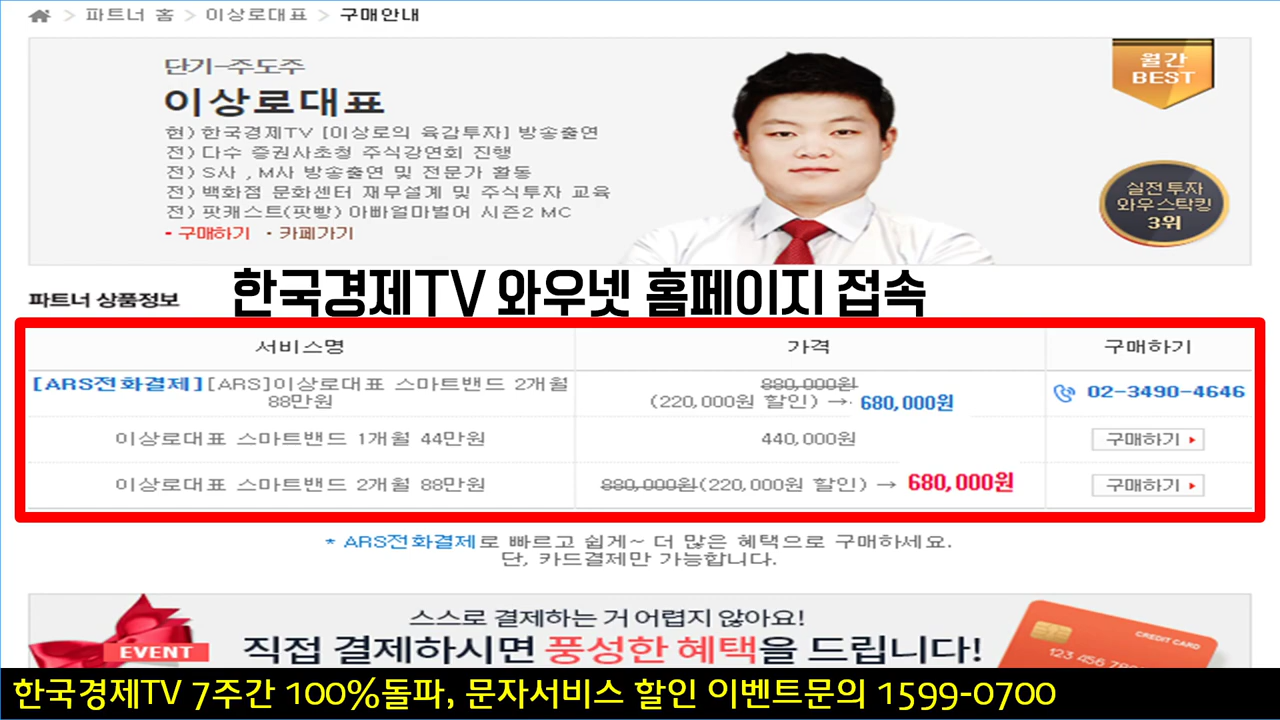 파트너 홈 > 이상로대표 > 구매안내
단기-주도주
이상로대표
현) 한국경제TV [이상로의 육감투자] 방송출연
전) 다수 증권사초청 주식강연회 진행
전) S사 , M사 방송출연 및 전문가 활동
전) 백화점 문화센터 재무설계 및 주식투자 교육
전) 팟캐스트(팟빵) 아빠얼마벌어 시즌2 MC
구매하기 · 카페가기
월간
BEST
실전투자
와우스탁킹
3위
파트너 상품정보
한국경제TV 와우넷 홈페이지 접속
서비스명 가격 구매하기
[ARS전화결제][ARS]이상로대표 스마트밴드 2개월
88만원
880,000원
(220,000원 할인) → 680,000원
02-3490-4646
이상로대표 스마트밴드 1개월 44만원 440,000원 구매하기
이상로대표 스마트밴드 2개월 88만원 880,000원(220,000원 할인) → 680,000원 구매하기
* ARS전화결제로 빠르고 쉽게~ 더 많은 혜택으로 구매하세요.
단, 카드결제만 가능합니다.
EVENT
스스로 결제하는 거 어렵지 않아요!
직접 결제하시면 풍성한 혜택을 드립니다!
CREDIT CARD
123 456
한국경제TV 7주간 100%돌파, 문자서비스 할인 이벤트문의 1599-0700